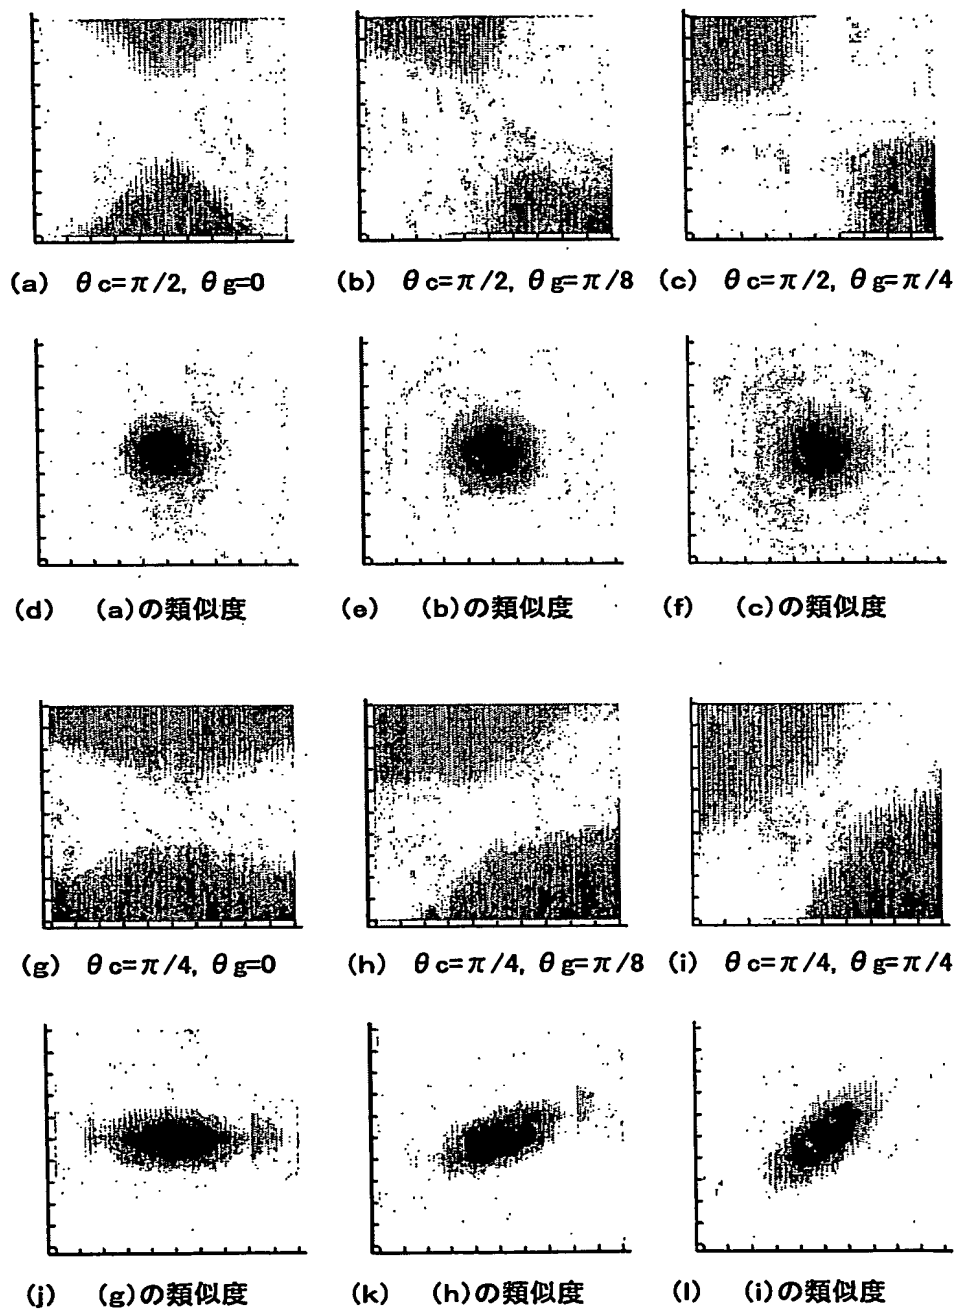 (a) θc=π/2, θg=0
(b) θc=π/2, θg=π/8
(c) θc=π/2, θg=π/4
(d) (a)の類似度
(e) (b)の類似度
(f) (c)の類似度
(g) θc=π/4, θg=0
(h) θc=π/4, θg=π/8
(i) θc=π/4, θg=π/4
(j) (g)の類似度
(k) (h)の類似度
(l) (i)の類似度